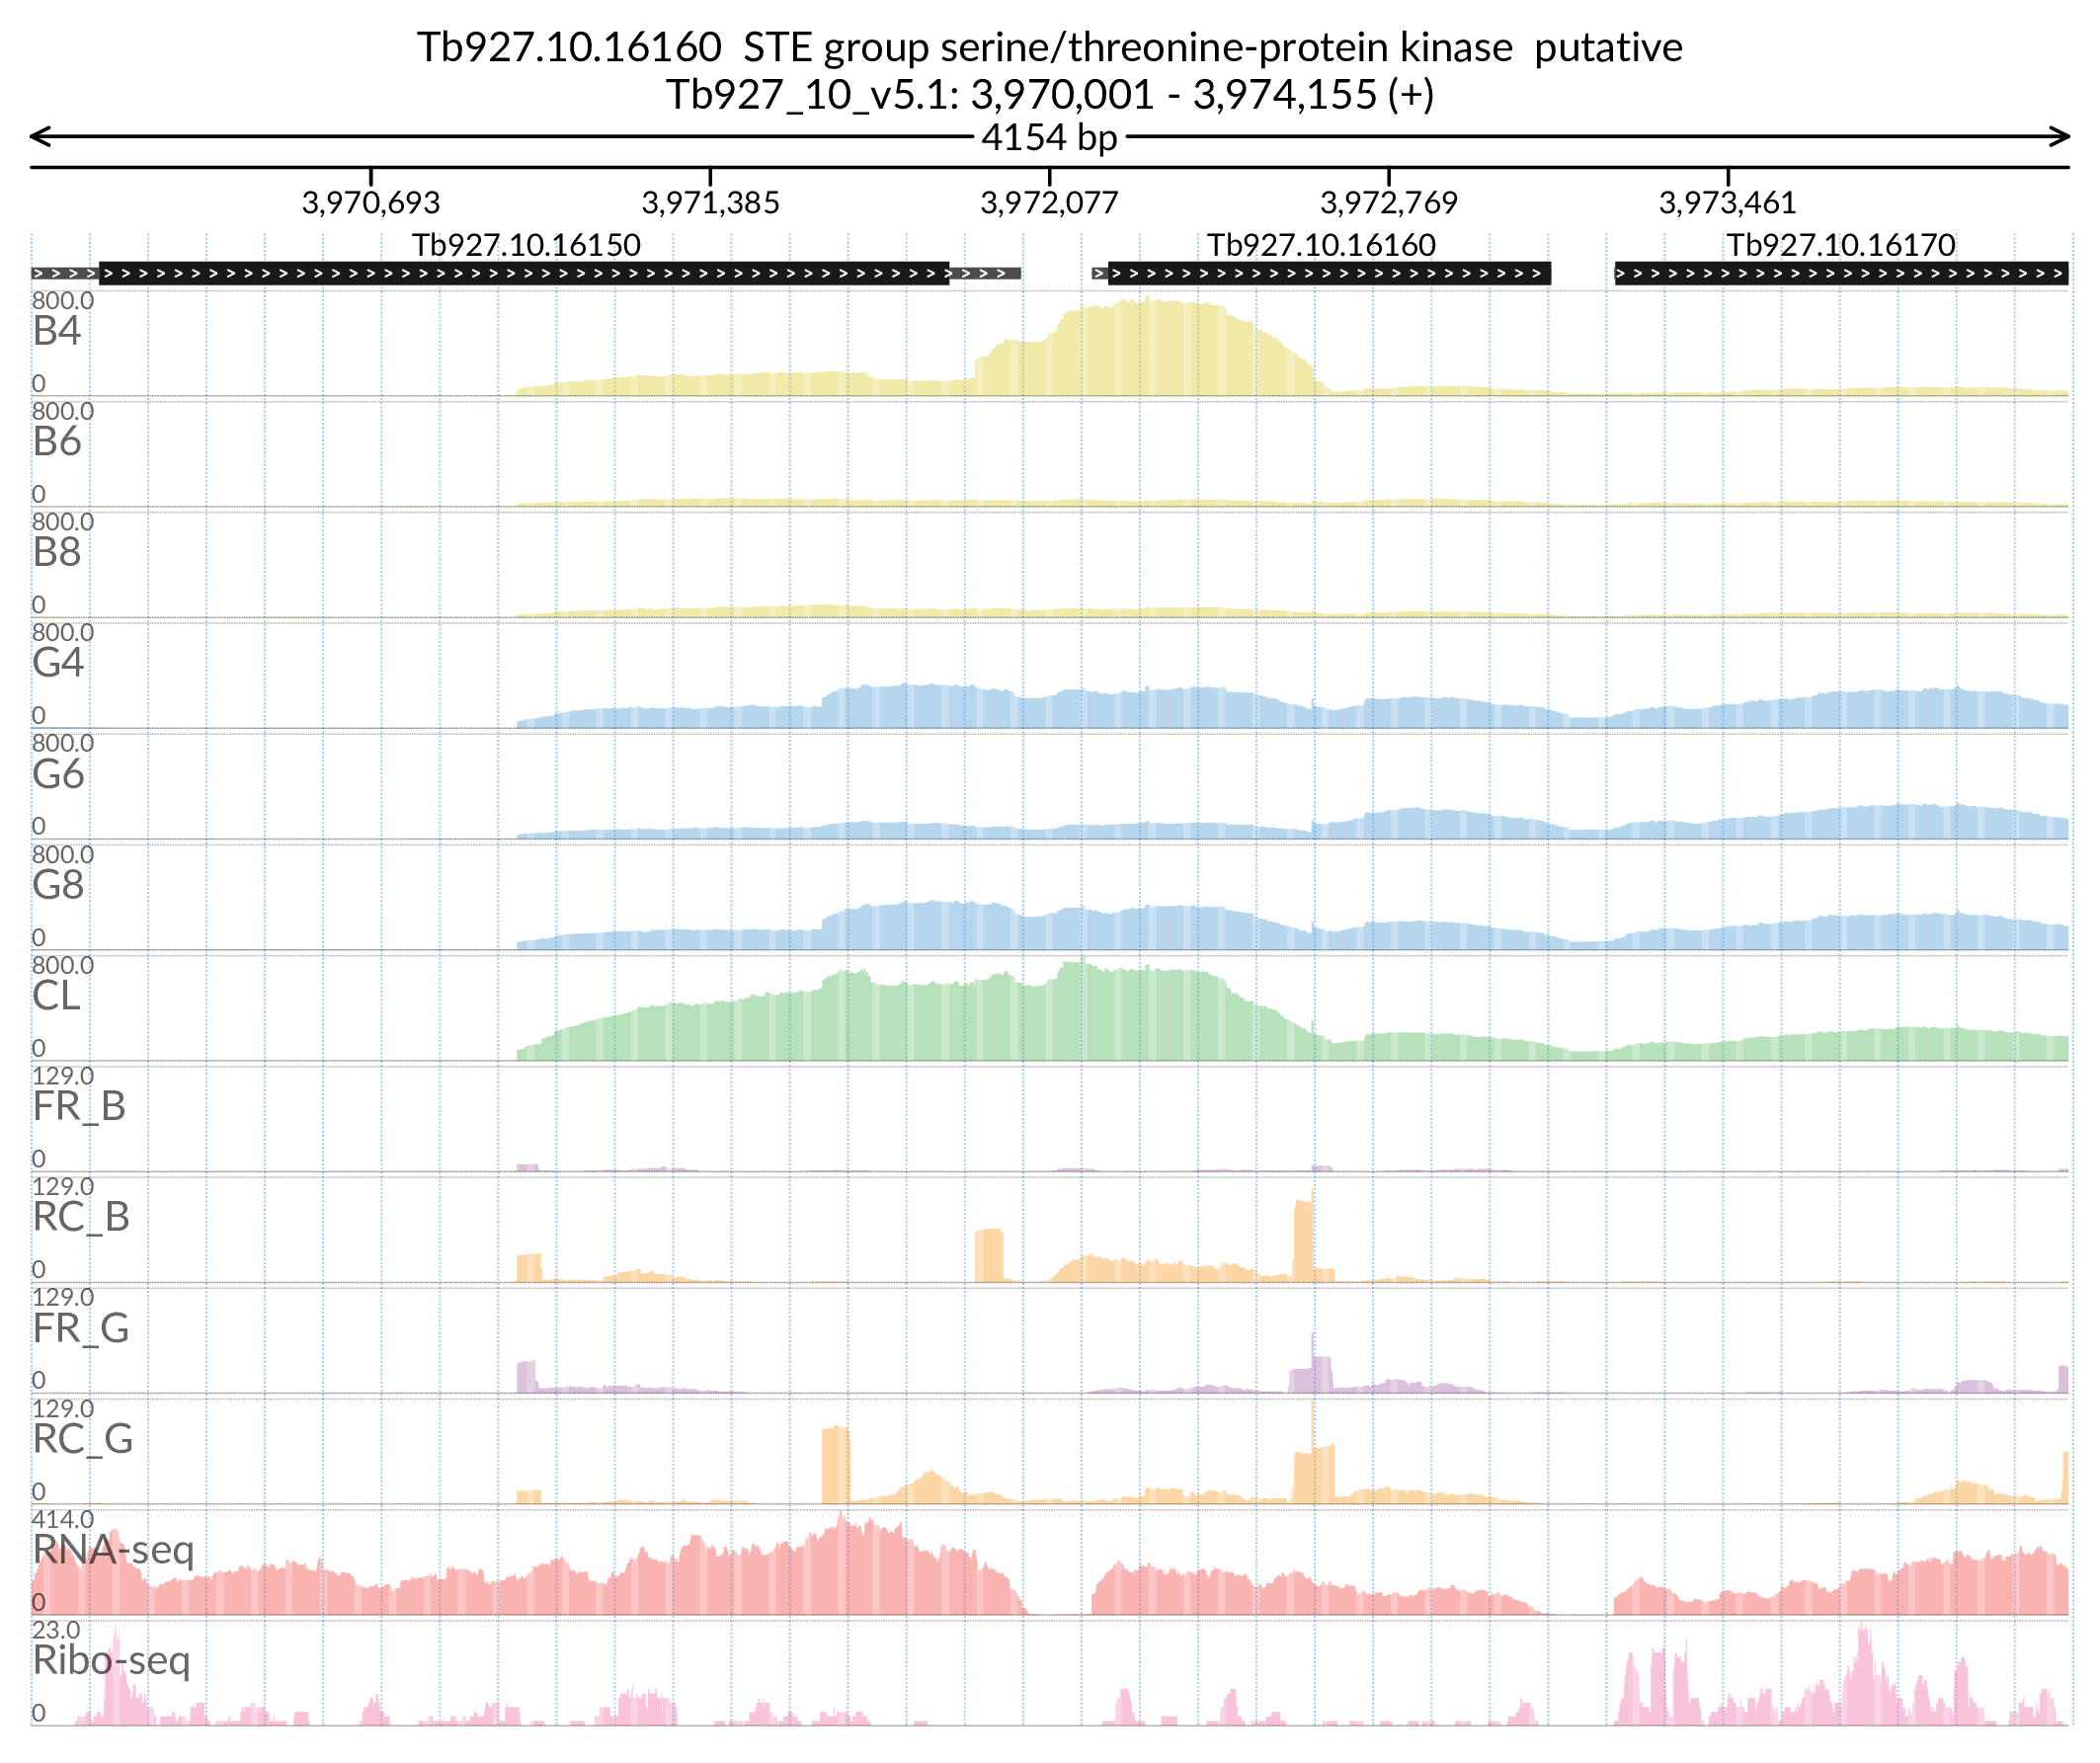 Tb927.10.16160  STE group serine/threonine-protein kinase  putative
Tb927_10_v5.1: 3,970,001 - 3,974,155 (+)
4154 bp
3,970,693 3,971,385 3,972,077 3,972,769 3,973,461
Tb927.10.16150 Tb927.10.16160 Tb927.10.16170
800.0
B4
0
800.0
B6
0
800.0
B8
0
800.0
G4
0
800.0
G6
0
800.0
G8
0
800.0
CL
0
129.0
FR_B
0
129.0
RC_B
0
129.0
FR_G
0
129.0
RC_G
0
414.0
RNA-seq
0
23.0
Ribo-seq
0